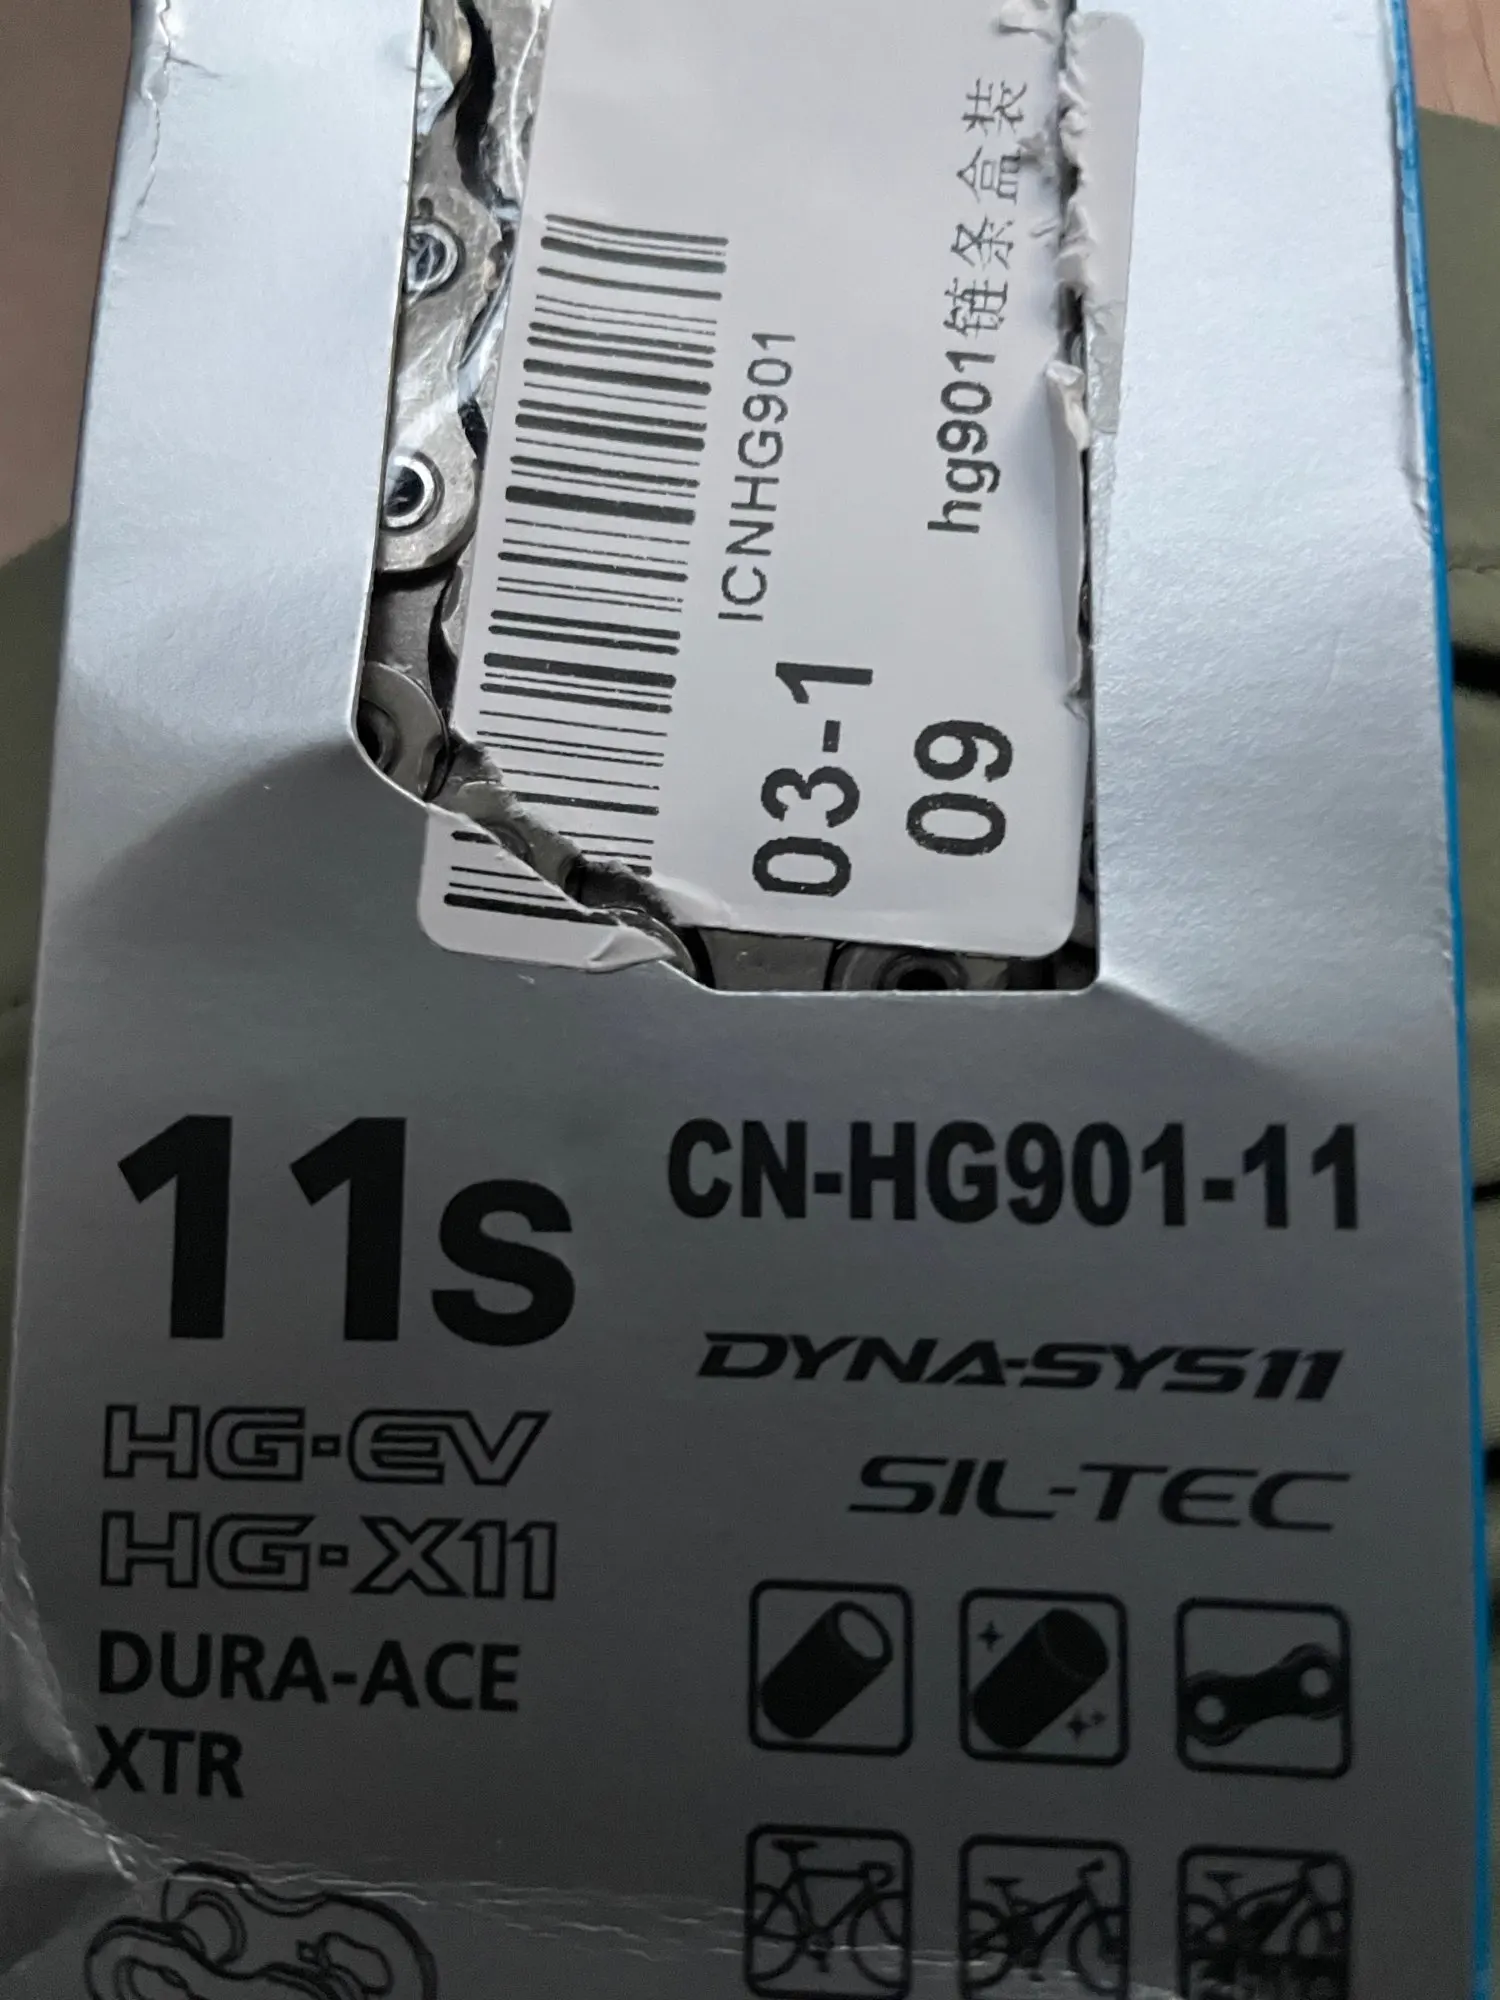 hg901链条盒装
ICNHG901
03-1
09
11s
CN-HG901-11
DYNA-SYS11
SIL-TEC
HG-EV
HG-X11
DURA-ACE
XTR